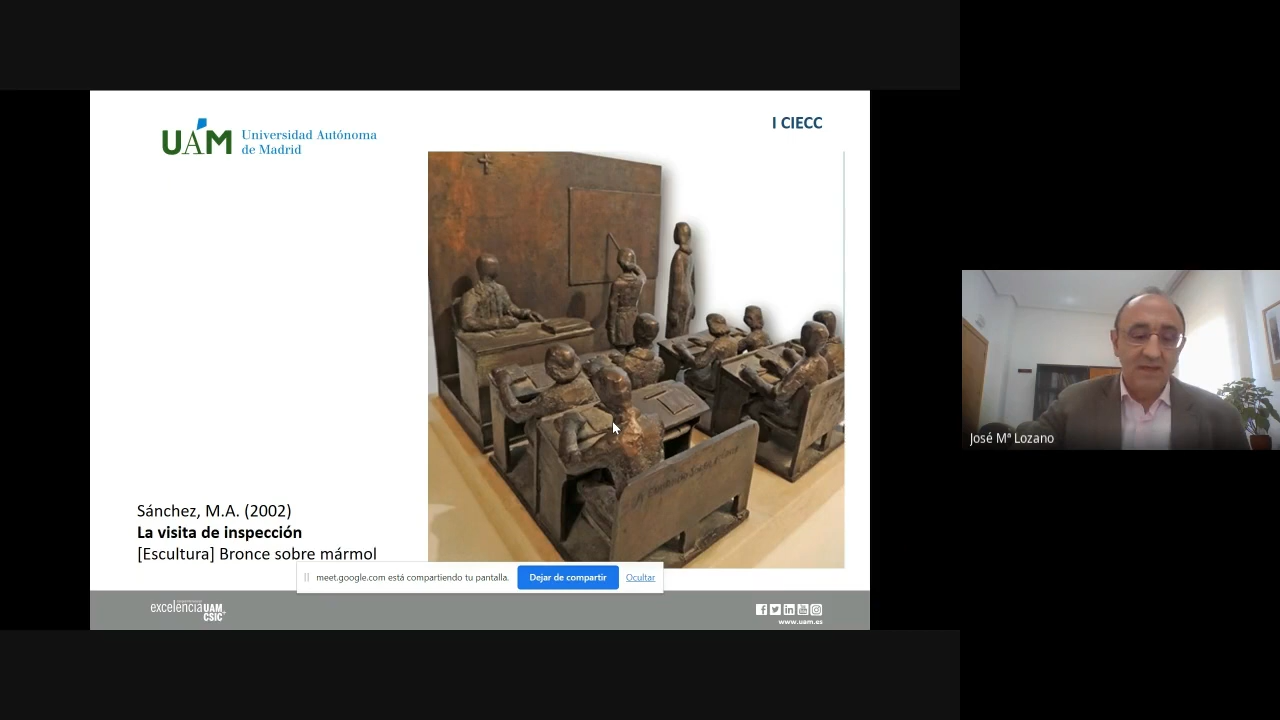 UAM Universidad Autónoma
de Madrid
I CIECC
Sánchez, M.A. (2002)
La visita de inspección
[Escultura] Bronce sobre mármol
meet.google.com está compartiendo tu pantalla. Dejar de compartir Ocultar
excelencia UAM
CSIC+
www.uam.es
José Mª Lozano